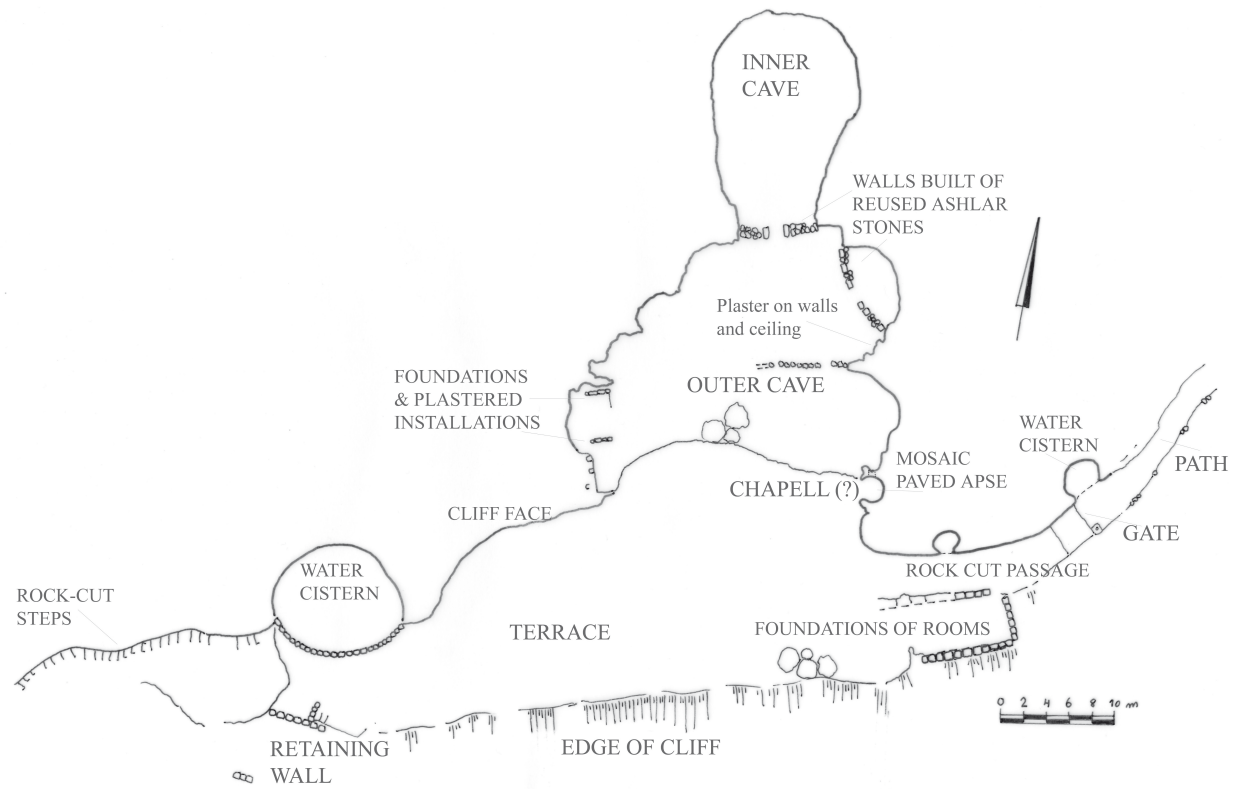 INNER
CAVE
WALLS BUILT OF
REUSED ASHLAR
STONES
Plaster on walls
and ceiling
FOUNDATIONS
& PLASTERED
INSTALLATIONS
OUTER CAVE
WATER
CISTERN
PATH
MOSAIC
PAVED APSE
CHAPELL (?)
CLIFF FACE
GATE
ROCK CUT PASSAGE
WATER
CISTERN
ROCK-CUT
STEPS
TERRACE
FOUNDATIONS OF ROOMS
0 2 4 6 8 10 m
EDGE OF CLIFF
RETAINING
WALL